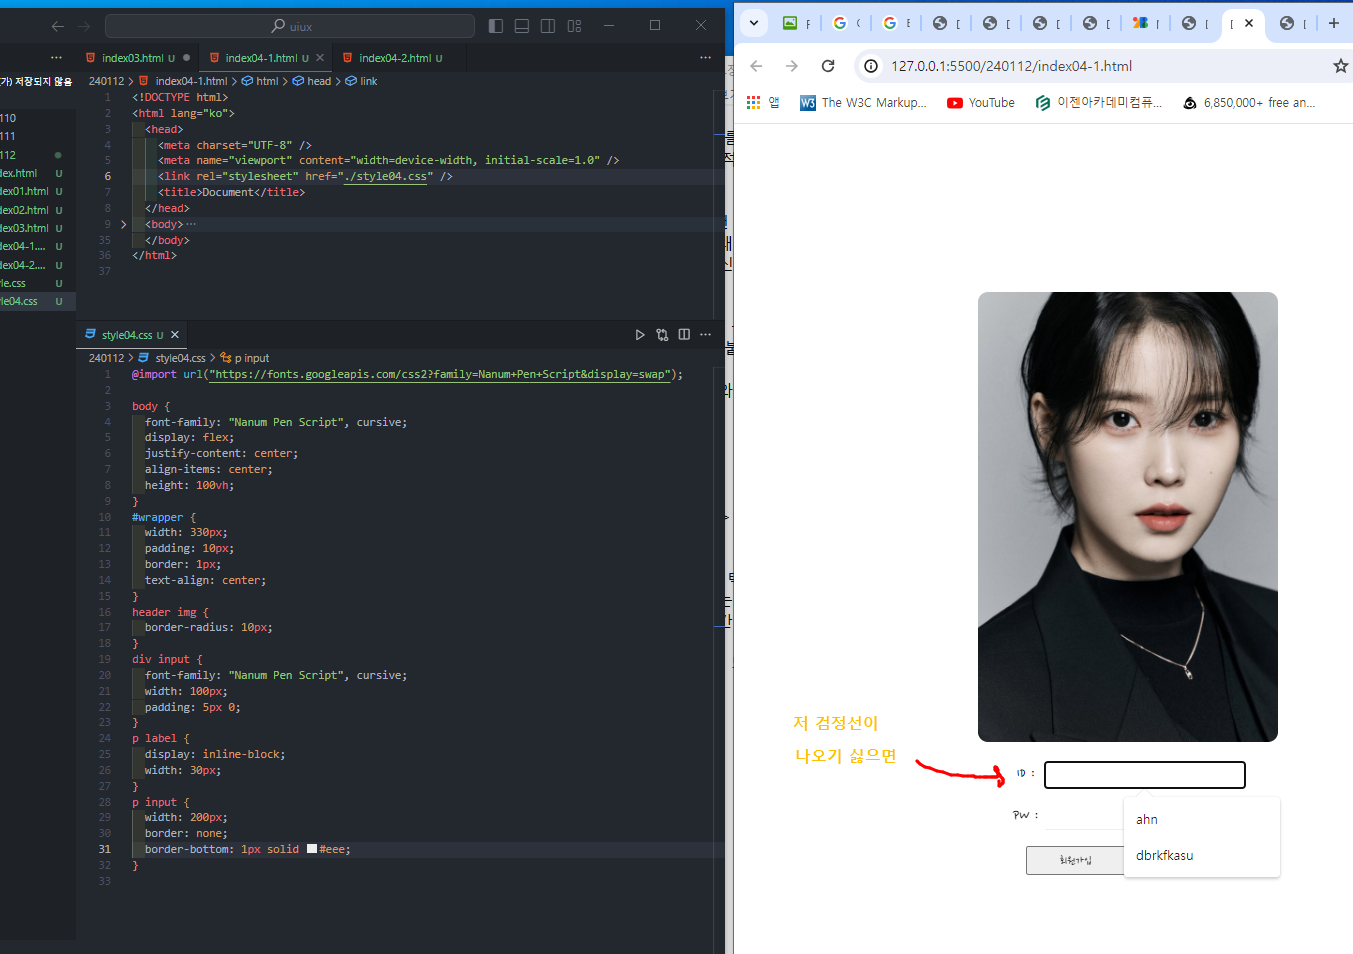 uiux
index03.html U
index04-1.html U
index04-2.html U
가) 저장되지 않음
110
111
112
dex.html U
dex01.html U
dex02.html U
dex03.html U
dex04-1.... U
dex04-2.... U
le.css U
le04.css U
240112 > index04-1.html > html > head > link
1 <!DOCTYPE html>
2 <html lang="ko">
3 <head>
4 <meta charset="UTF-8" />
5 <meta name="viewport" content="width=device-width, initial-scale=1.0" />
6 <link rel="stylesheet" href="./style04.css" />
7 <title>Document</title>
8 </head>
9 <body>…
35 </body>
36 </html>
37
style04.css U
240112 > style04.css > p input
1 @import url("https://fonts.googleapis.com/css2?family=Nanum+Pen+Script&display=swap");
2
3 body {
4 font-family: "Nanum Pen Script", cursive;
5 display: flex;
6 justify-content: center;
7 align-items: center;
8 height: 100vh;
9 }
10 #wrapper {
11 width: 330px;
12 padding: 10px;
13 border: 1px;
14 text-align: center;
15 }
16 header img {
17 border-radius: 10px;
18 }
19 div input {
20 font-family: "Nanum Pen Script", cursive;
21 width: 100px;
22 padding: 5px 0;
23 }
24 p label {
25 display: inline-block;
26 width: 30px;
27 }
28 p input {
29 width: 200px;
30 border: none;
31 border-bottom: 1px solid #eee;
32 }
33
127.0.0.1:5500/240112/index04-1.html
앱
The W3C Markup...
YouTube
이젠아카데미컴퓨...
6,850,000+ free an...
저 검정선이
나오기 싫으면
ID :
PW :
ahn
dbrkfkasu
회원가입